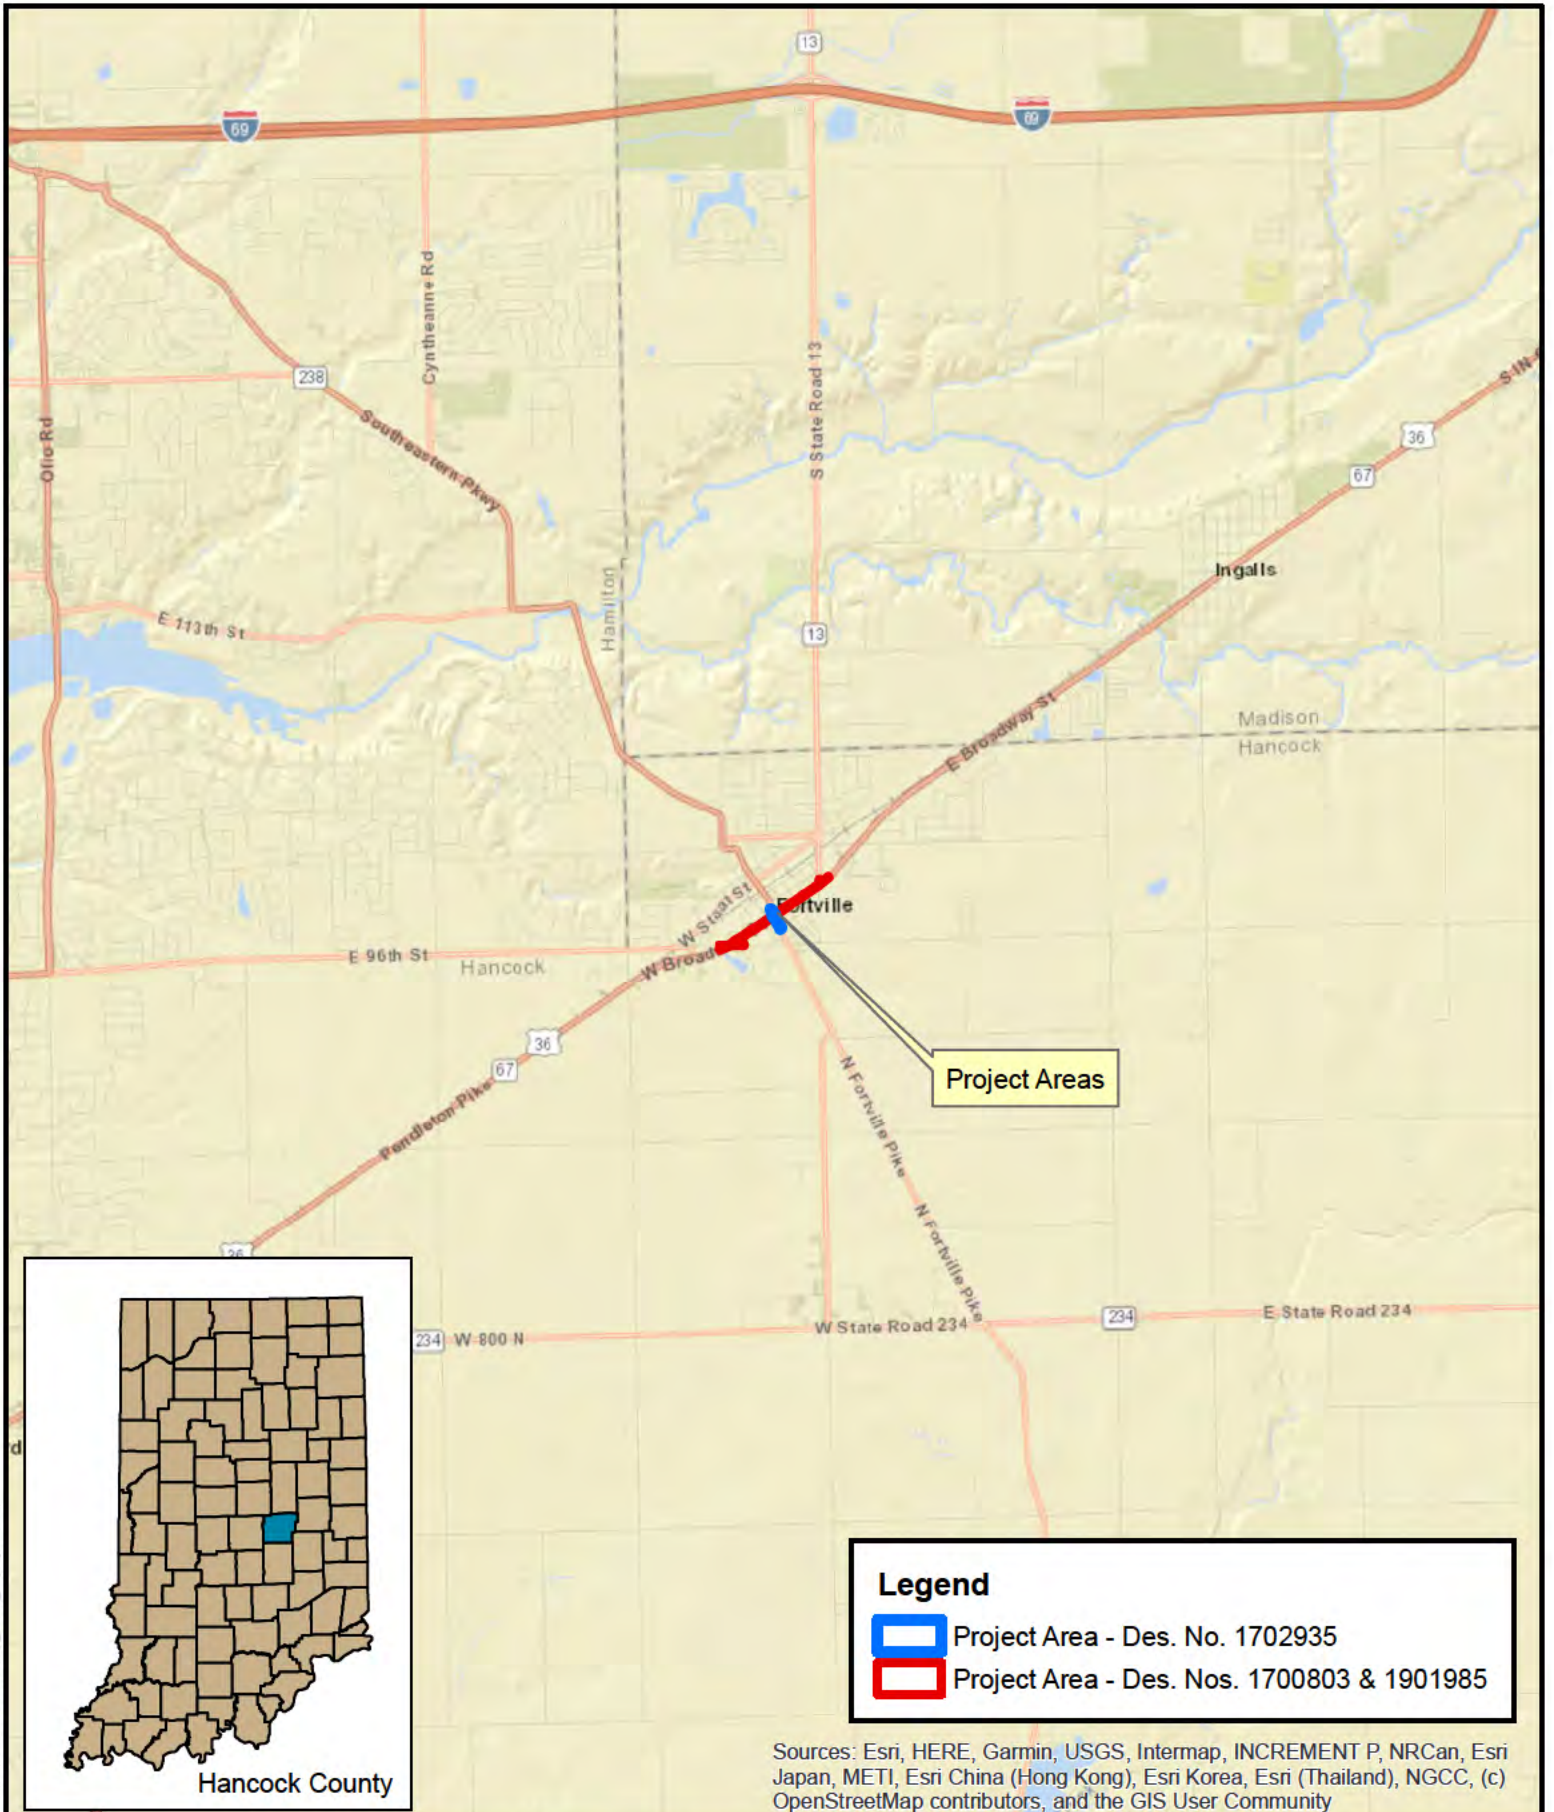 13
69
69
Cyntheanne Rd
S State Road 13
238
Olio Rd
Southeastern Pkwy
36
67
Ingalls
E 113th St
Hamilton
13
Madison
Hancock
E Broadway St
Fortville
W Staat St
E 96th St
Hancock
W Broad
36
67
Pendleton Pike
Project Areas
N Fortville Pike
N Fortville Pike
36
234
W 800 N
W State Road 234
234
E State Road 234
Hancock County
Legend
Project Area - Des. No. 1702935
Project Area - Des. Nos. 1700803 & 1901985
Sources: Esri, HERE, Garmin, USGS, Intermap, INCREMENT P, NRCan, Esri
Japan, METI, Esri China (Hong Kong), Esri Korea, Esri (Thailand), NGCC, (c)
OpenStreetMap contributors, and the GIS User Community